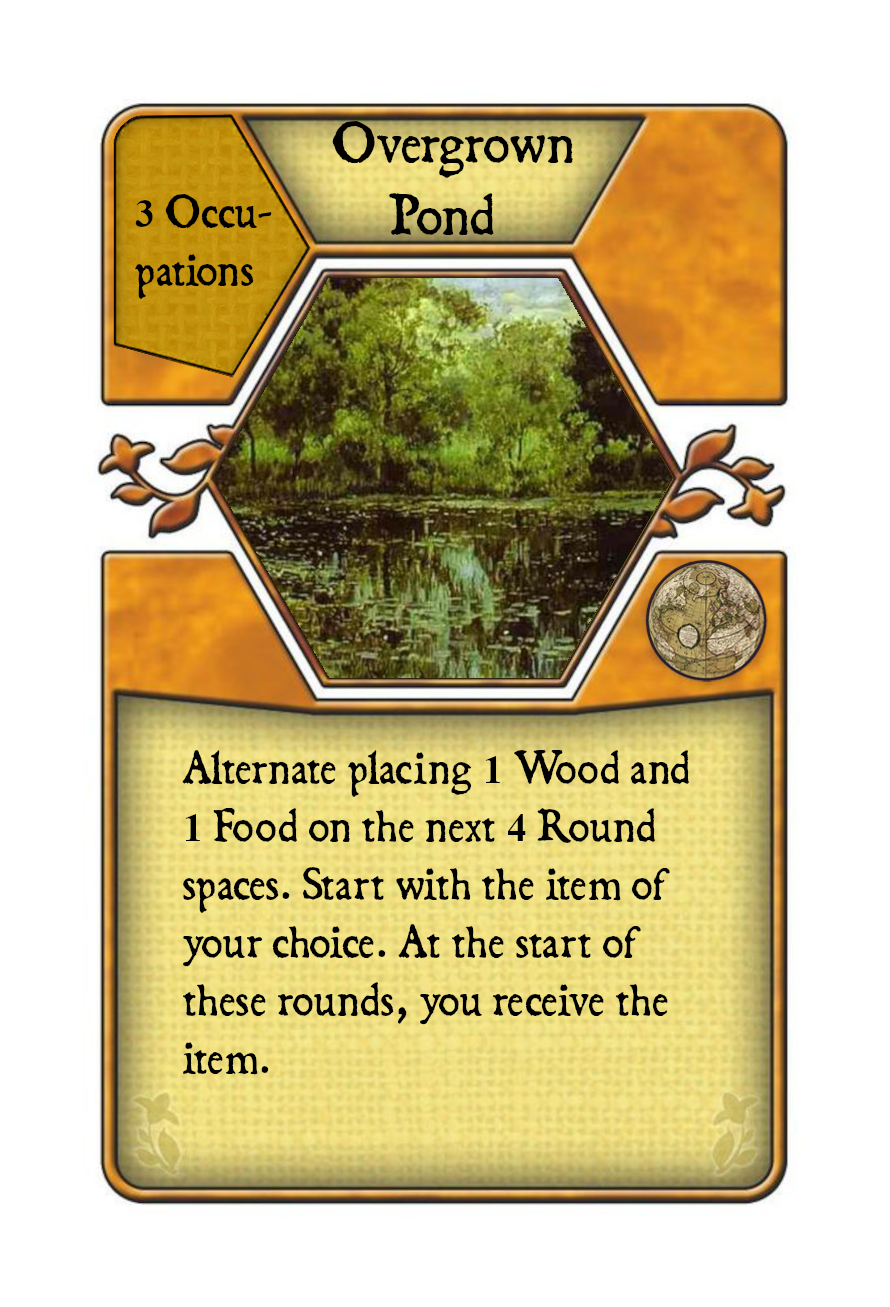 Overgrown
Pond
3 Occu-
pations
Alternate placing 1 Wood and
1 Food on the next 4 Round
spaces. Start with the item of
your choice. At the start of
these rounds, you receive the
item.